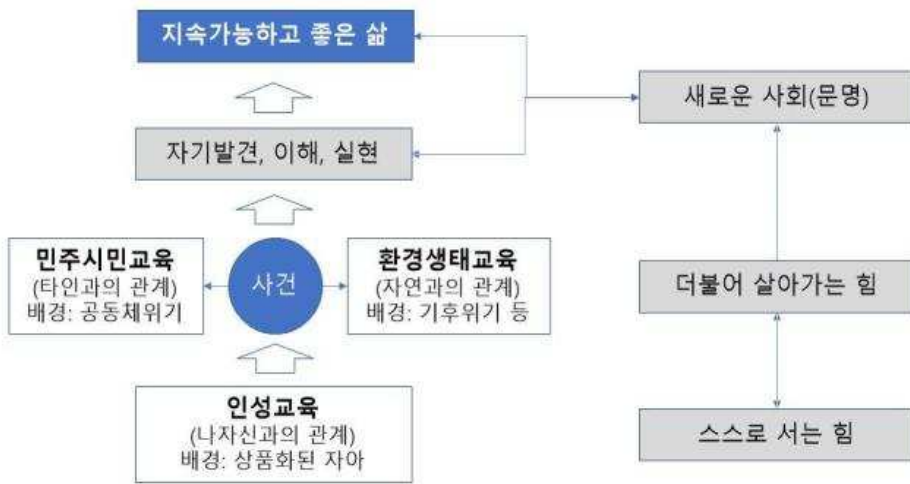 지속가능하고 좋은 삶
새로운 사회(문명)
자기발견, 이해, 실현
민주시민교육
(타인과의 관계)
배경: 공동체위기
사건
환경생태교육
(자연과의 관계)
배경: 기후위기 등
더불어 살아가는 힘
인성교육
(나자신과의 관계)
배경: 상품화된 자아
스스로 서는 힘